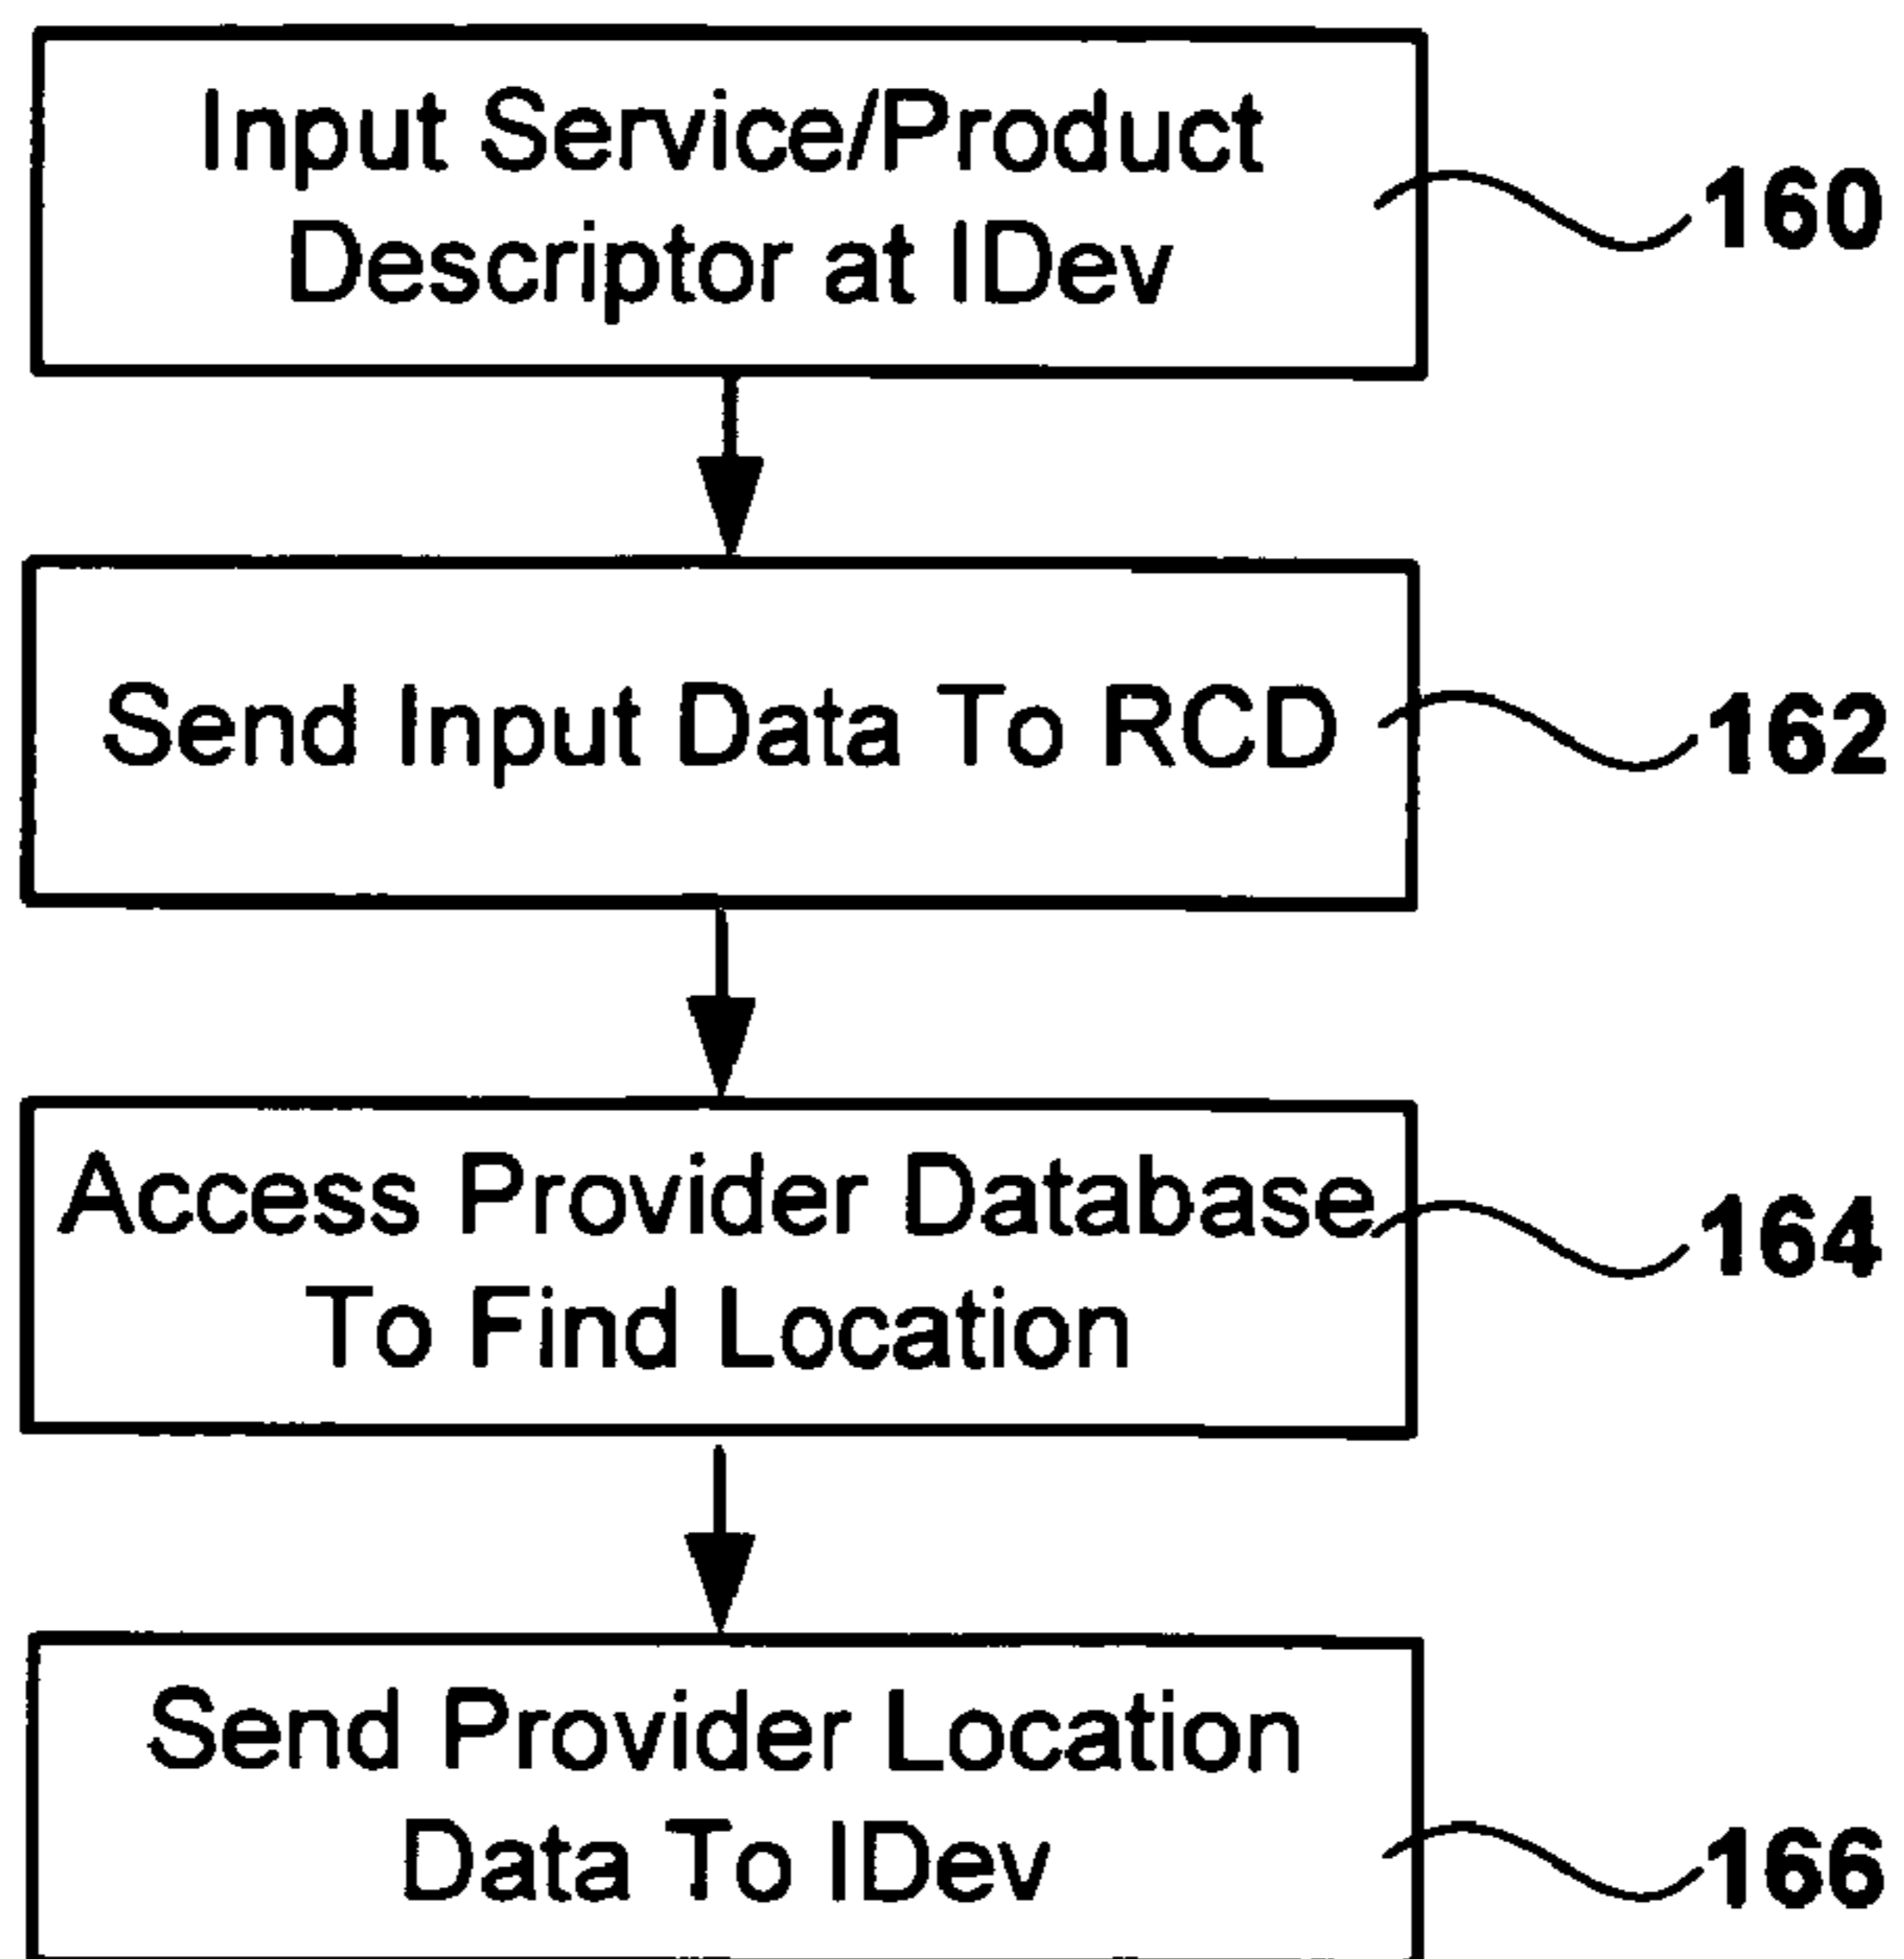 Input Service/Product
Descriptor at IDev
160
Send Input Data To RCD
162
Access Provider Database
To Find Location
164
Send Provider Location
Data To IDev
166